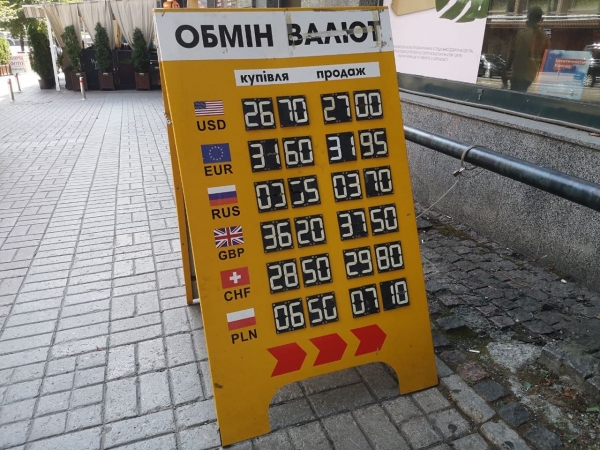 ОБМІН ВАЛЮТ
купівля продаж
USD 26 70 27 00
EUR 31 60 31 95
RUS 03 55 03 70
GBP 36 20 37 50
CHF 28 50 29 80
PLN 06 50 07 10